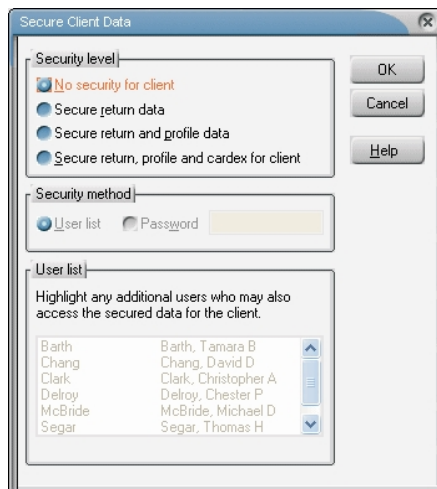 Secure Client Data
Security level
No security for client
Secure return data
Secure return and profile data
Secure return, profile and cardex for client
OK
Cancel
Help
Security method
User list
Password
User list
Highlight any additional users who may also
access the secured data for the client.
Barth Barth, Tamara B
Chang Chang, David D
Clark Clark, Christopher A
Delroy Delroy, Chester P
McBride McBride, Michael D
Segar Segar, Thomas H